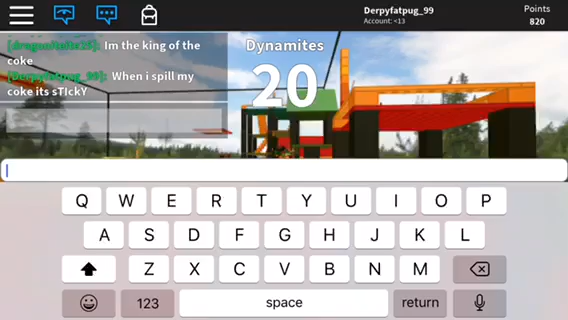 Derpyfatpug_99
Account: <13
Points
820
Im the king of the
coke
[Derpyfatpug_99]: When i spill my
coke its sTIckY
Dynamites
20
Q W E R T Y U I O P
A S D F G H J K L
Z X C V B N M
123 space return